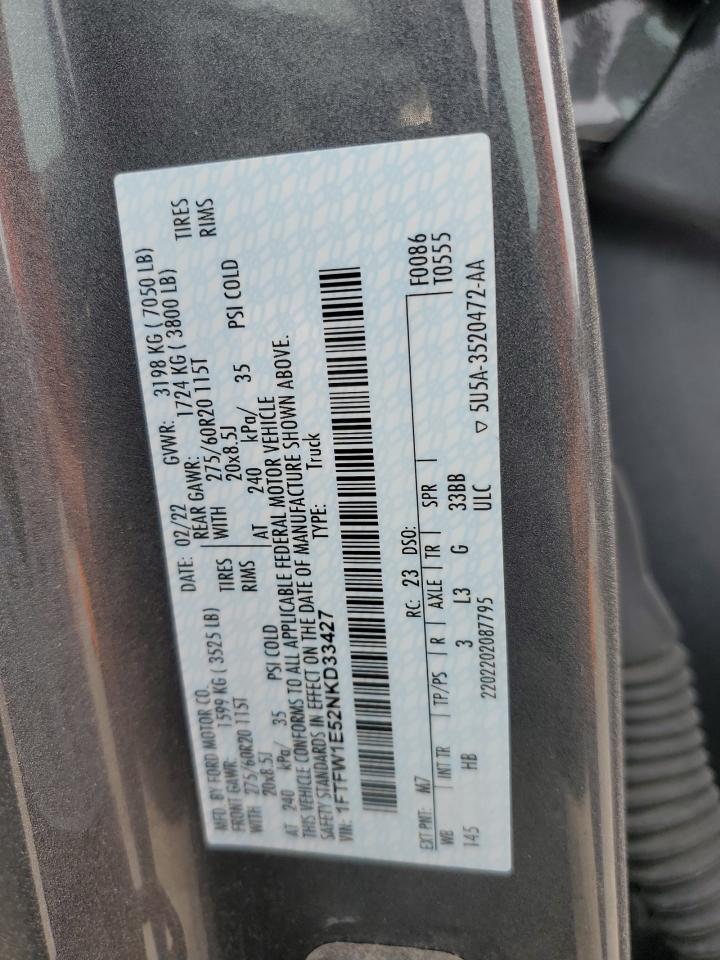 MFD. BY FORD MOTOR CO. DATE: 02/22 GVWR: 3198 KG ( 7050 LB)
FRONT GAWR: 1599 KG ( 3525 LB) REAR GAWR: 1724 KG ( 3800 LB)
WITH 275/60R20 115T TIRES WITH 275/60R20 115T TIRES
20x8.5J RIMS 20x8.5J RIMS
AT 240 kPa/ 35 PSI COLD AT 240 kPa/ 35 PSI COLD
THIS VEHICLE CONFORMS TO ALL APPLICABLE FEDERAL MOTOR VEHICLE
SAFETY STANDARDS IN EFFECT ON THE DATE OF MANUFACTURE SHOWN ABOVE.
VIN: 1FTFW1E52NKD33427 TYPE: Truck
F0086
EXT PNT: M7 RC: 23 DSO: T0555
WB INT TR TP/PS R AXLE TR SPR
145 HB 3 L3 G 33BB
2202202087795 ULC ▽ 5U5A-3520472-AA